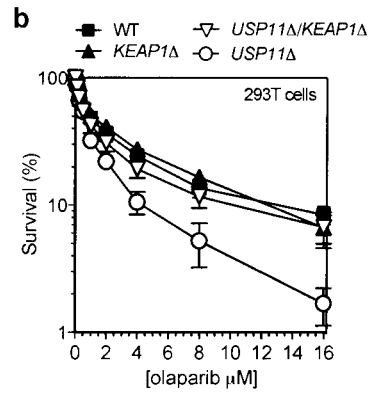 b
WT
USP11Δ/KEAP1Δ
KEAP1Δ
USP11Δ
100
293T cells
Survival (%)
10
1
0 2 4 6 8 10 12 14 16
[olaparib μM]